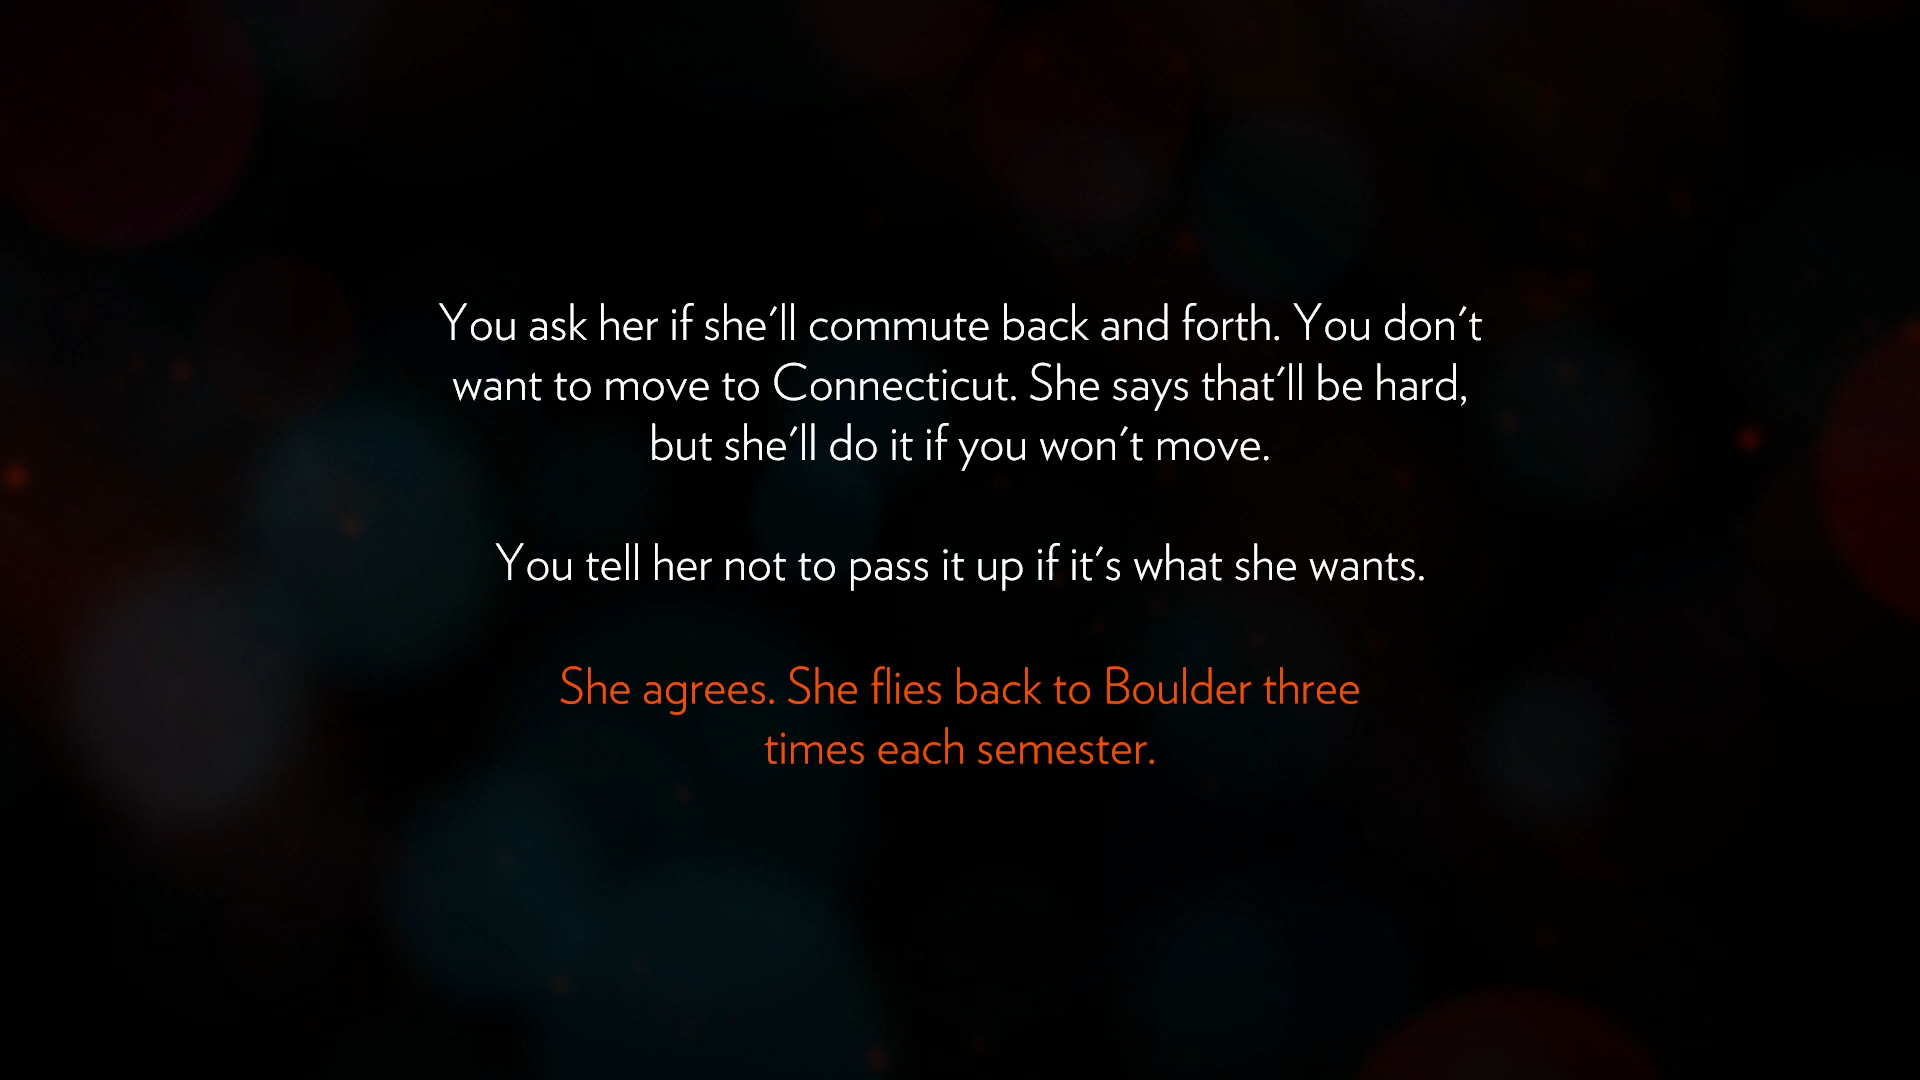 You ask her if she'll commute back and forth. You don't
want to move to Connecticut. She says that'll be hard,
but she'll do it if you won't move.
You tell her not to pass it up if it's what she wants.
She agrees. She flies back to Boulder three
times each semester.